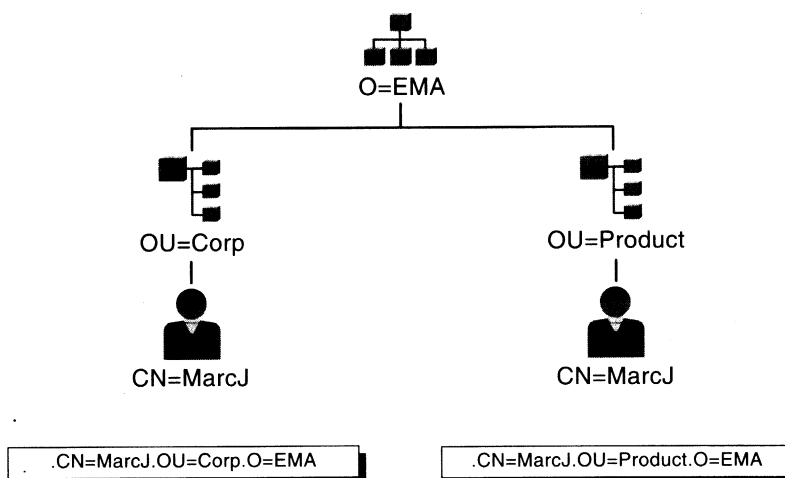 O=EMA
OU=Corp
OU=Product
CN=MarcJ
CN=MarcJ
.CN=MarcJ.OU=Corp.O=EMA
.CN=MarcJ.OU=Product.O=EMA